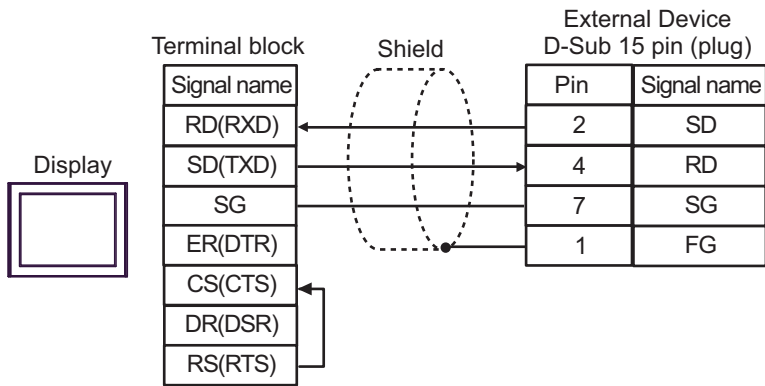 External Device
Terminal block Shield D-Sub 15 pin (plug)
Signal name Pin Signal name
RD(RXD) 2 SD
Display SD(TXD) 4 RD
SG 7 SG
ER(DTR) 1 FG
CS(CTS)
DR(DSR)
RS(RTS)